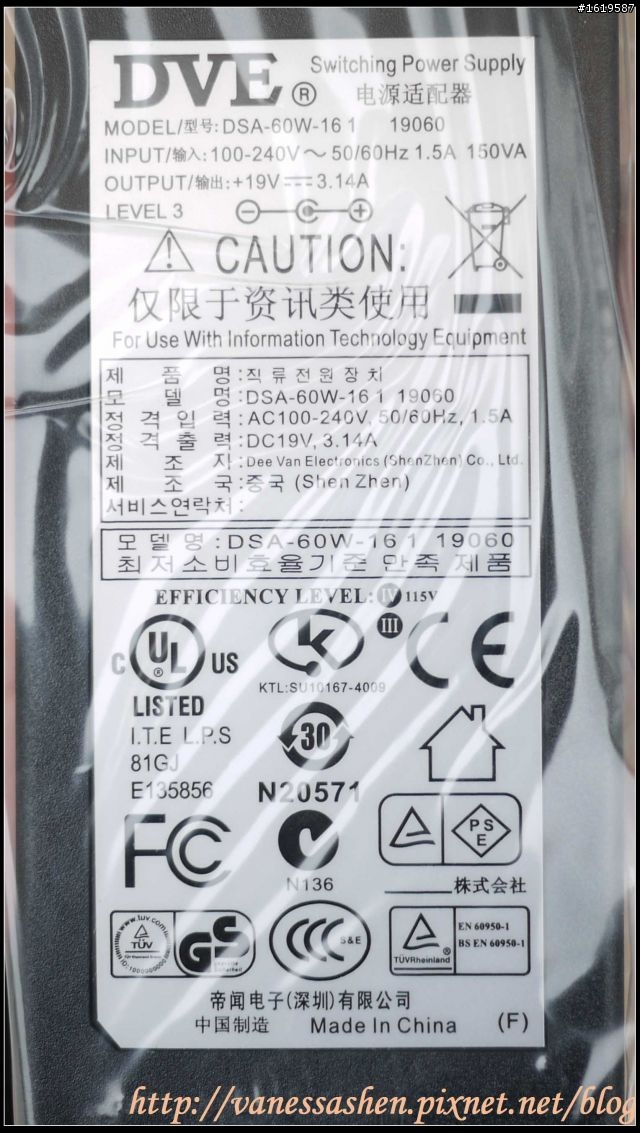 #1619587
DVE ® Switching Power Supply
电源适配器
MODEL/型号: DSA-60W-16 1 19060
INPUT/输入: 100-240V ～ 50/60Hz 1.5A 150VA
OUTPUT/输出: +19V ⎓ 3.14A
LEVEL 3
CAUTION:
仅限于资讯类使用
For Use With Information Technology Equipment
제 품 명 : 직류전원장치
모 델 명 : DSA-60W-16 1 19060
정 격 입 력 : AC100-240V, 50/60Hz, 1.5A
정 격 출 력 : DC19V, 3.14A
제 조 자 : Dee Van Electronics (ShenZhen) Co., Ltd.
제 조 국 : 중국 (Shen Zhen)
서비스연락처 :
모 델 명 : DSA-60W-16 1 19060
최저소비효율기준 만족 제품
EFFICIENCY LEVEL: IV 115V
III
C UL ® US
KTL:SU10167-4009
CE
LISTED
I.T.E L.P.S
81GJ
E135856
30
N20571
FC
N136
PS
E
株式会社
www.tuv.com
TÜV
ID:1000000000
GS
CCC S&E
TÜVRheinland ®
EN 60950-1
BS EN 60950-1
帝闻电子(深圳)有限公司
中国制造 Made In China (F)
http://vanessashen.pixnet.net/blog